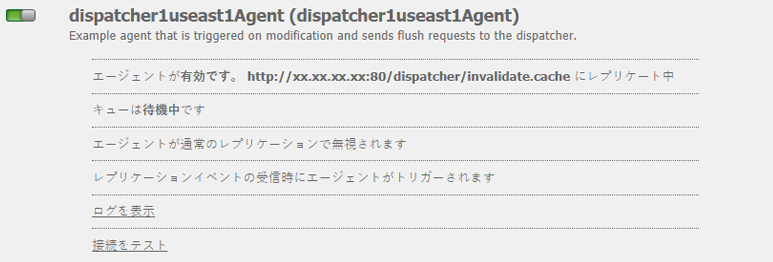 dispatcher1useast1Agent (dispatcher1useast1Agent)
Example agent that is triggered on modification and sends flush requests to the dispatcher.
エージェントが有効です。 http://xx.xx.xx.xx:80/dispatcher/invalidate.cache にレプリケート中
キューは待機中です
エージェントが通常のレプリケーションで無視されます
レプリケーションイベントの受信時にエージェントがトリガーされます
ログを表示
接続をテスト